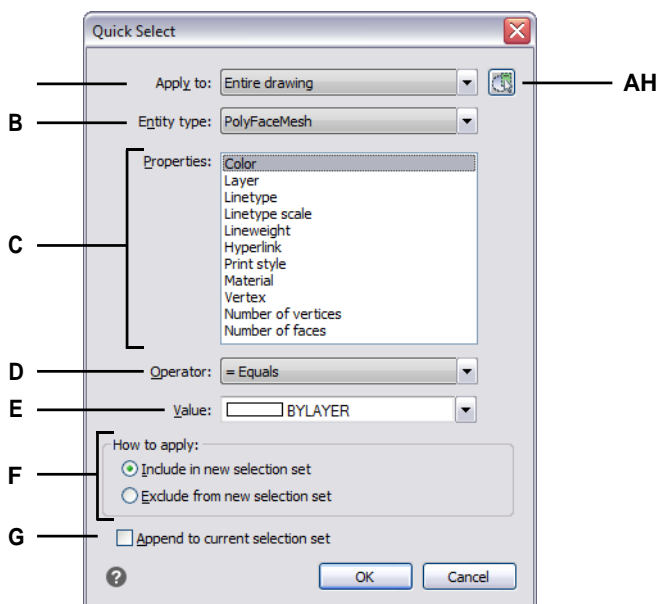 Quick Select
Apply to: Entire drawing AH
B Entity type: PolyFaceMesh
C Properties: Color
Layer
Linetype
Linetype scale
Lineweight
Hyperlink
Print style
Material
Vertex
Number of vertices
Number of faces
D Operator: = Equals
E Value: BYLAYER
F How to apply:
Include in new selection set
Exclude from new selection set
G Append to current selection set
? OK Cancel